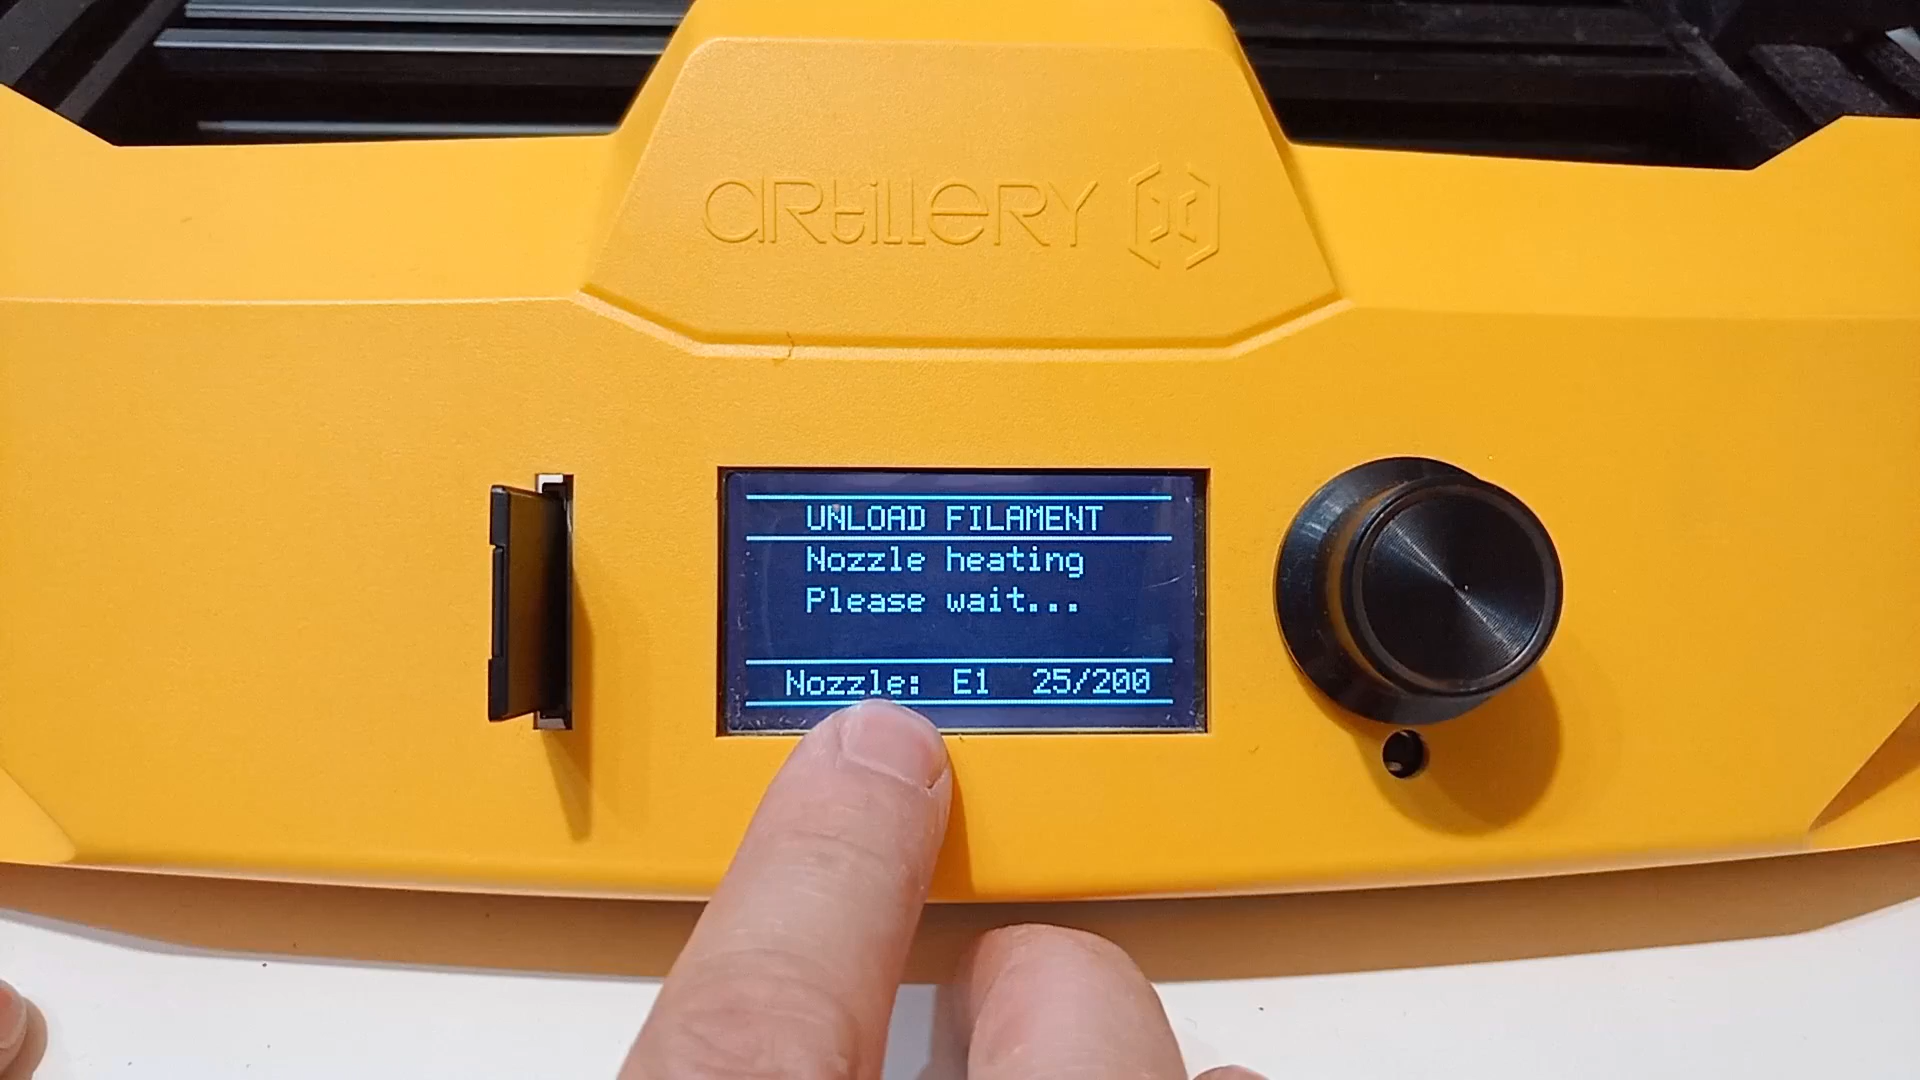 aRtillERY
UNLOAD FILAMENT
Nozzle heating
Please wait...
Nozzle: E1 25/200